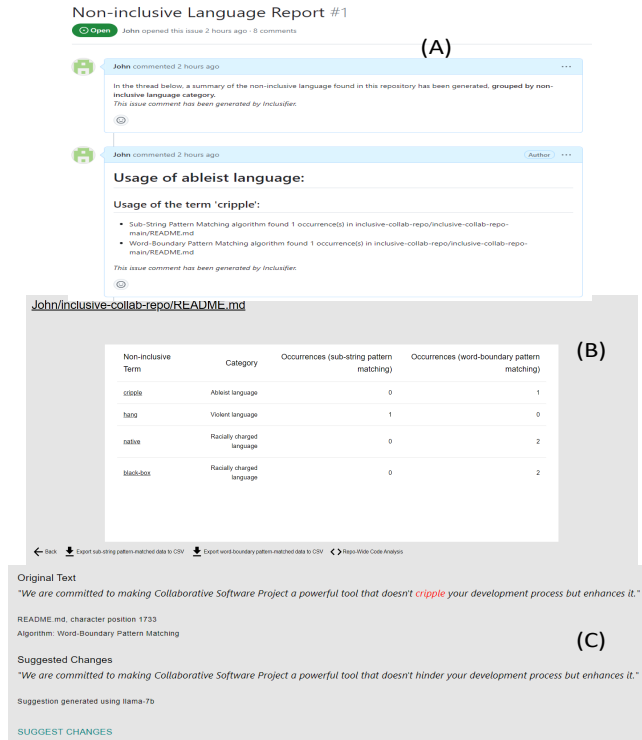 Non-inclusive Language Report #1
Open John opened this issue 2 hours ago · 8 comments
(A)
John commented 2 hours ago ···
In the thread below, a summary of the non-inclusive language found in this repository has been generated, grouped by non-
inclusive language category.
This issue comment has been generated by Inclusifier.
John commented 2 hours ago Author ···
Usage of ableist language:
Usage of the term 'cripple':
• Sub-String Pattern Matching algorithm found 1 occurrence(s) in inclusive-collab-repo/inclusive-collab-repo-
main/README.md
• Word-Boundary Pattern Matching algorithm found 1 occurrence(s) in inclusive-collab-repo/inclusive-collab-repo-
main/README.md
This issue comment has been generated by Inclusifier.
John/inclusive-collab-repo/README.md
(B)
Non-inclusive Term Category Occurrences (sub-string pattern matching) Occurrences (word-boundary pattern matching)
cripple Ableist language 0 1
hang Violent language 1 0
native Racially charged language 0 2
black-box Racially charged language 0 2
Back Export sub-string pattern-matched data to CSV Export word-boundary pattern-matched data to CSV Repo-Wide Code Analysis
Original Text
"We are committed to making Collaborative Software Project a powerful tool that doesn't cripple your development process but enhances it."
README.md, character position 1733
Algorithm: Word-Boundary Pattern Matching
(C)
Suggested Changes
"We are committed to making Collaborative Software Project a powerful tool that doesn't hinder your development process but enhances it."
Suggestion generated using llama-7b
SUGGEST CHANGES